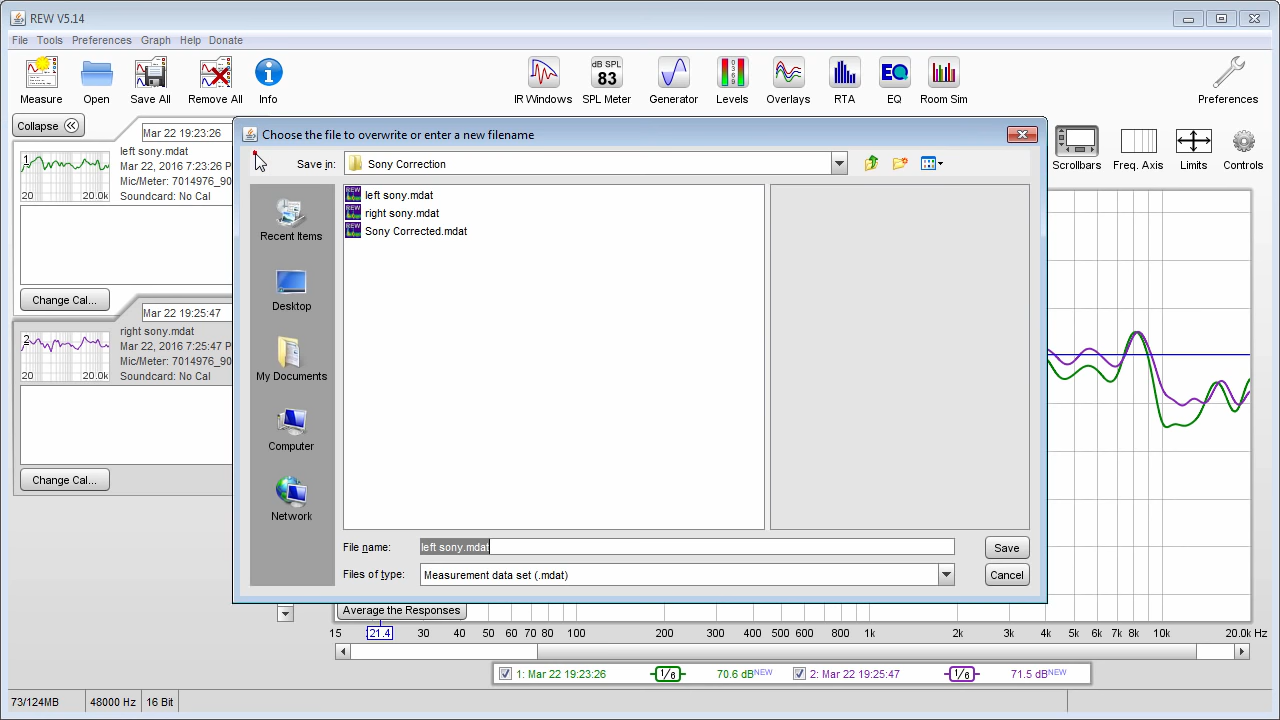 REW V5.14
File Tools Preferences Graph Help Donate
Measure Open Save All Remove All Info
dB SPL
83
IR Windows SPL Meter Generator Levels Overlays RTA EQ Room Sim Preferences
Collapse
Mar 22 19:23:26
left sony.mdat
1
Mar 22, 2016 7:23:26 P
Mic/Meter: 7014976_90
20 20.0k Soundcard: No Cal
Change Cal...
Mar 22 19:25:47
right sony.mdat
2
Mar 22, 2016 7:25:47 P
Mic/Meter: 7014976_90
20 20.0k Soundcard: No Cal
Change Cal...
Choose the file to overwrite or enter a new filename
Save in: Sony Correction
Recent Items
Desktop
My Documents
Computer
Network
left sony.mdat
right sony.mdat
Sony Corrected.mdat
File name: left sony.mdat Save
Files of type: Measurement data set (.mdat) Cancel
Scrollbars Freq. Axis Limits Controls
Average the Responses
15 21.4 30 40 50 60 70 80 100 200 300 400 500 600 800 1k 2k 3k 4k 5k 6k 7k 8k 10k 20.0k Hz
1: Mar 22 19:23:26 1/6 70.6 dB NEW 2: Mar 22 19:25:47 1/6 71.5 dB NEW
73/124MB 48000 Hz 16 Bit